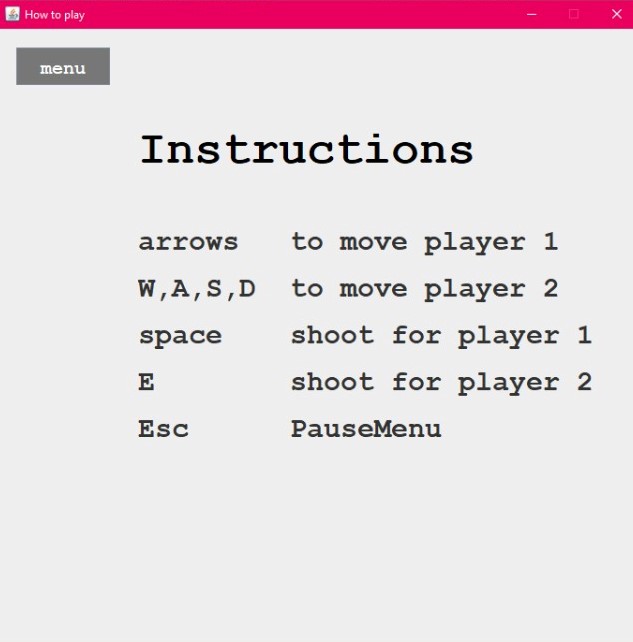 How to play
menu
Instructions
arrows to move player 1
W,A,S,D to move player 2
space shoot for player 1
E shoot for player 2
Esc PauseMenu